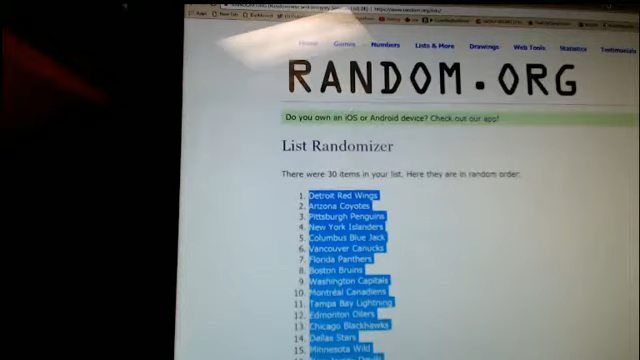 Home Games Numbers Lists & More Drawings Web Tools Statistics Testimonials
RANDOM.ORG
Do you own an iOS or Android device? Check out our app!
List Randomizer
There were 30 items in your list. Here they are in random order:
1. Detroit Red Wings
2. Arizona Coyotes
3. Pittsburgh Penguins
4. New York Islanders
5. Columbus Blue Jack
6. Vancouver Canucks
7. Florida Panthers
8. Boston Bruins
9. Washington Capitals
10. Montréal Canadiens
11. Tampa Bay Lightning
12. Edmonton Oilers
13. Chicago Blackhawks
14. Dallas Stars
15. Minnesota Wild